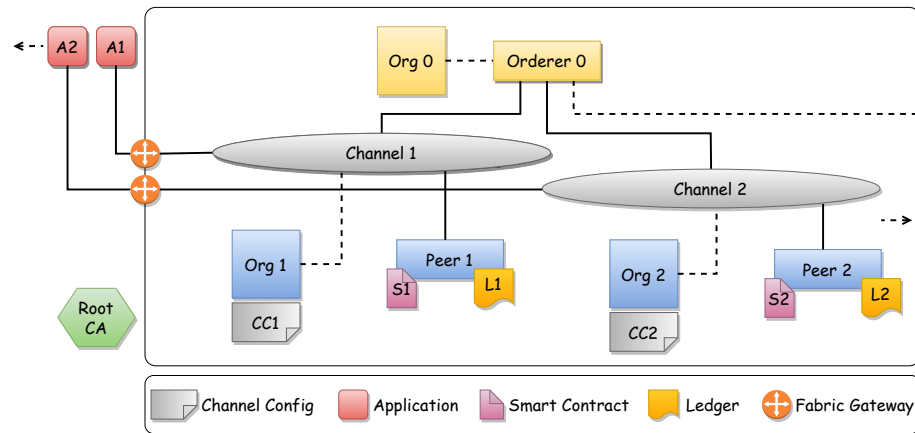 A2
A1
Org 0
Orderer 0
Channel 1
Channel 2
Org 1
Peer 1
S1
L1
CC1
Org 2
Peer 2
S2
L2
CC2
Root
CA
Channel Config
Application
Smart Contract
Ledger
Fabric Gateway